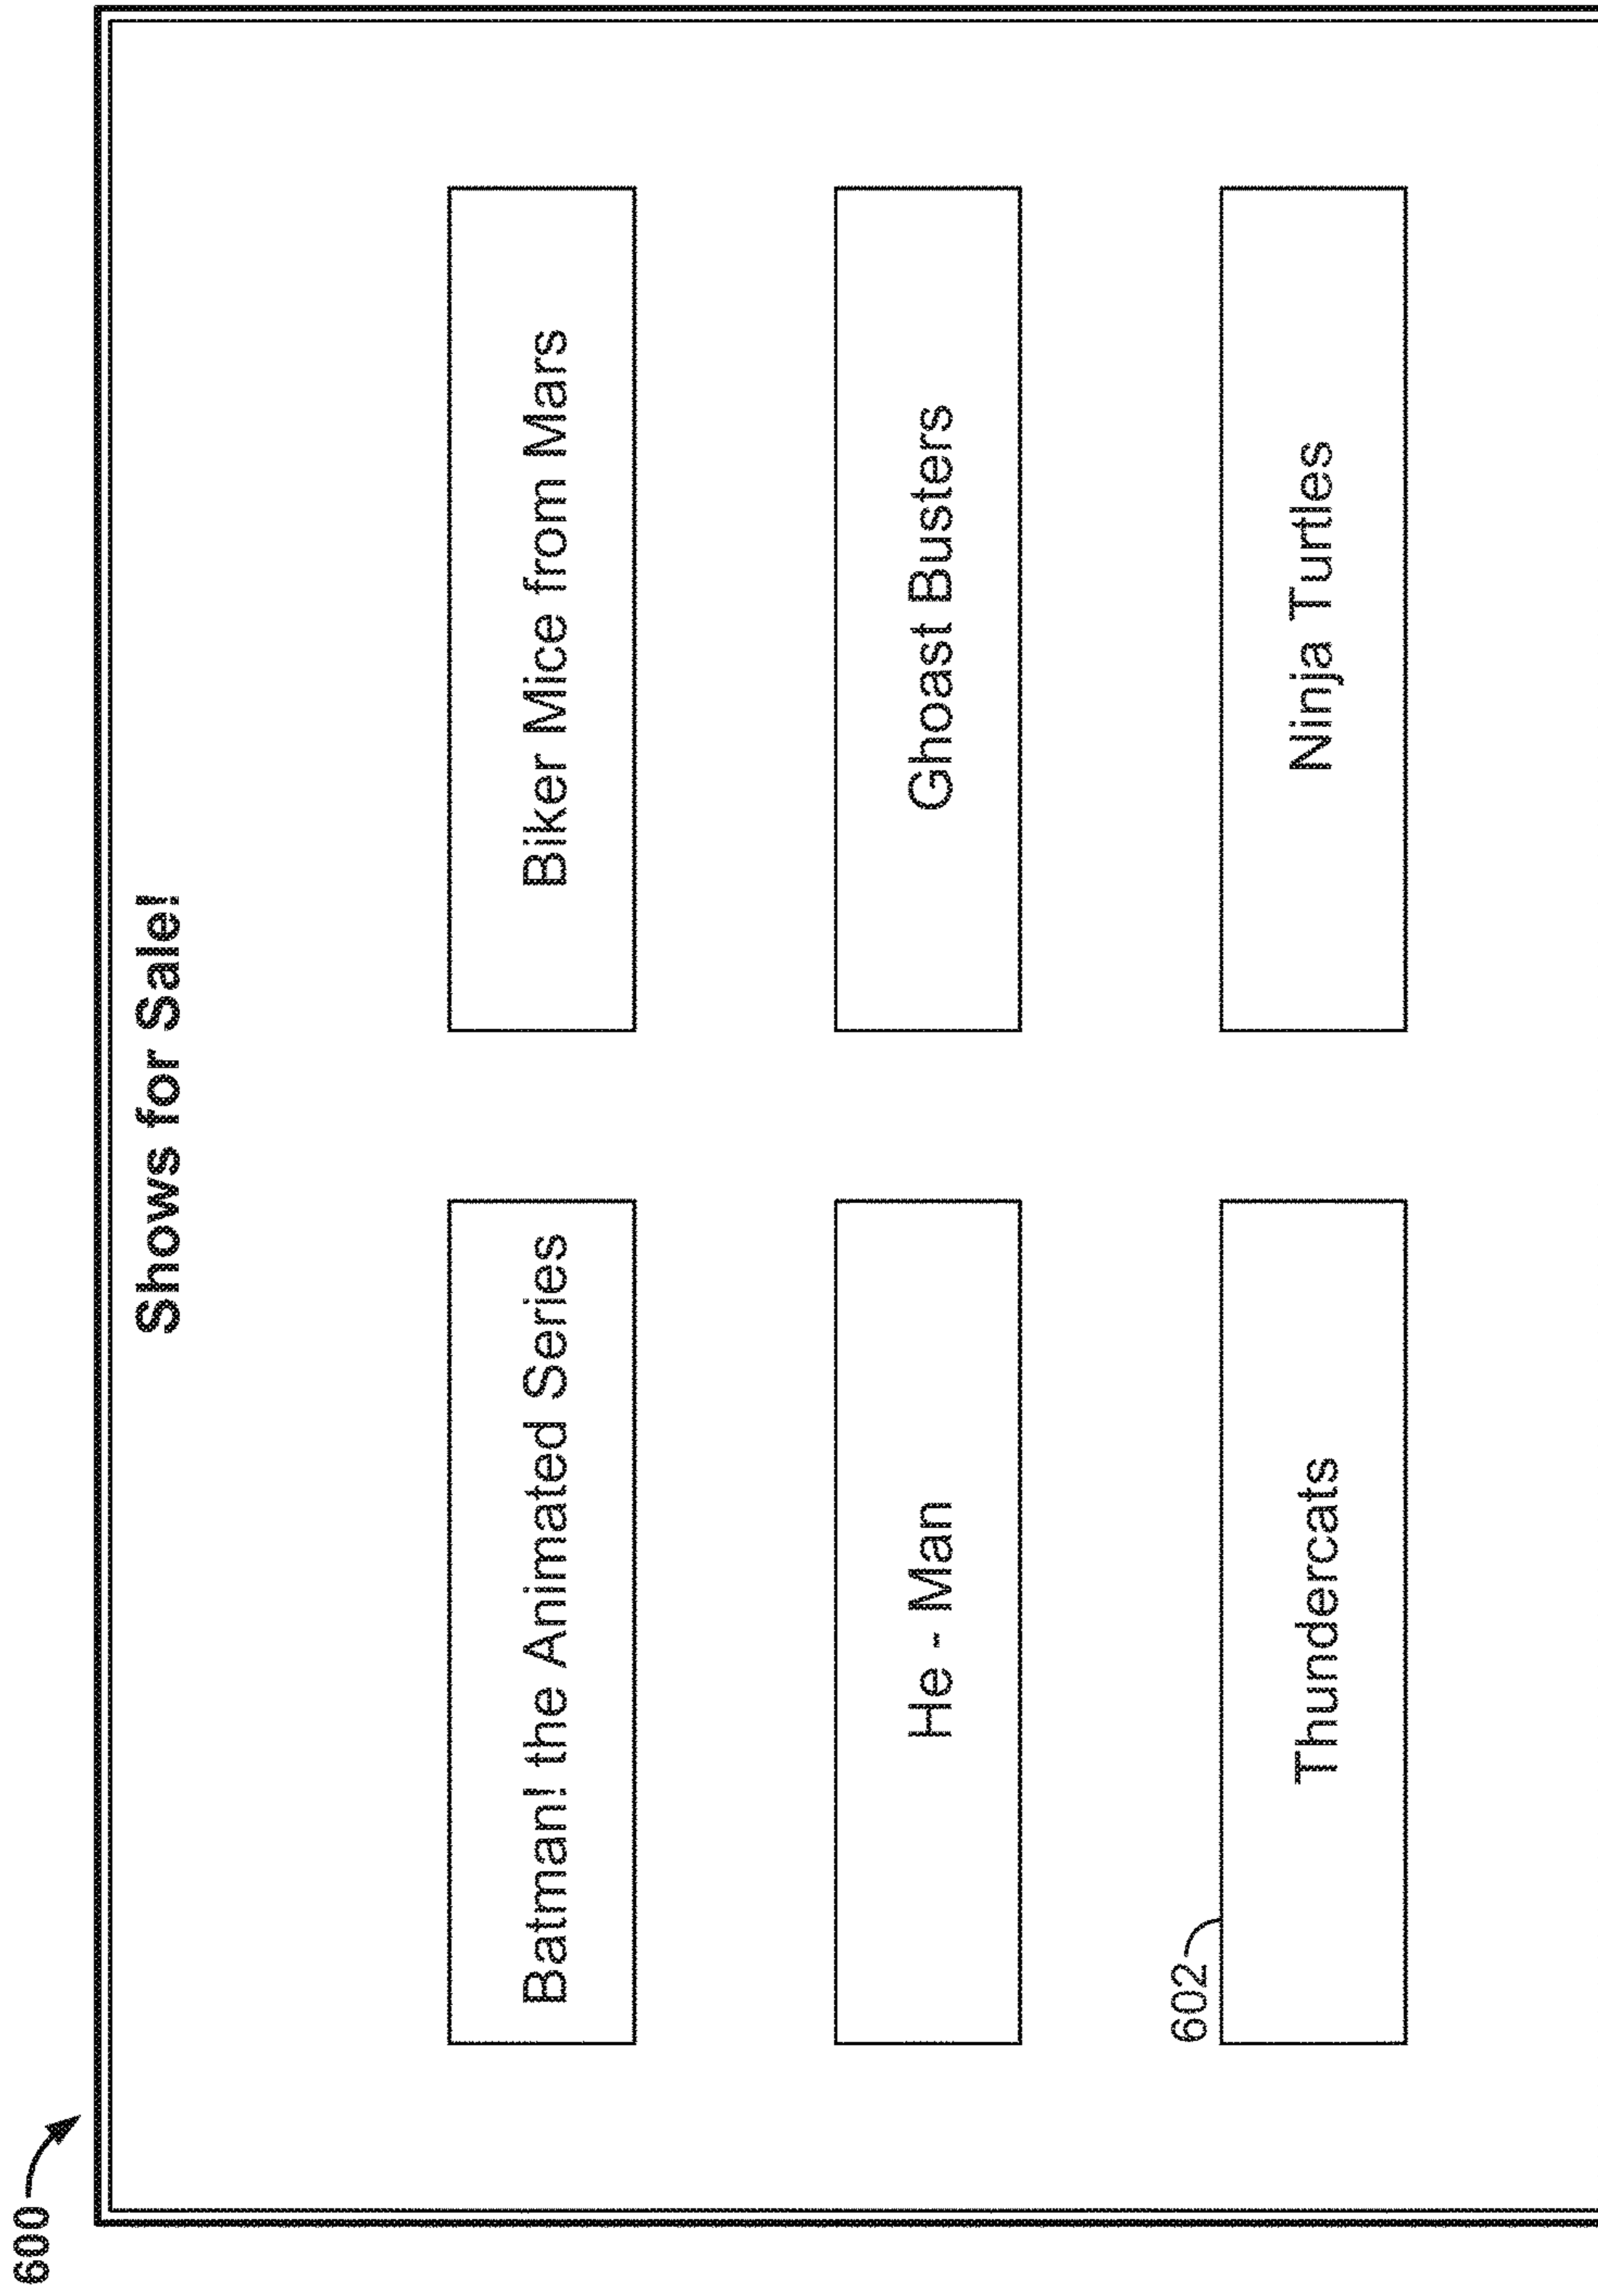 600
Shows for Sale!
Batman! the Animated Series
Biker Mice from Mars
He - Man
Ghoast Busters
602
Thundercats
Ninja Turtles